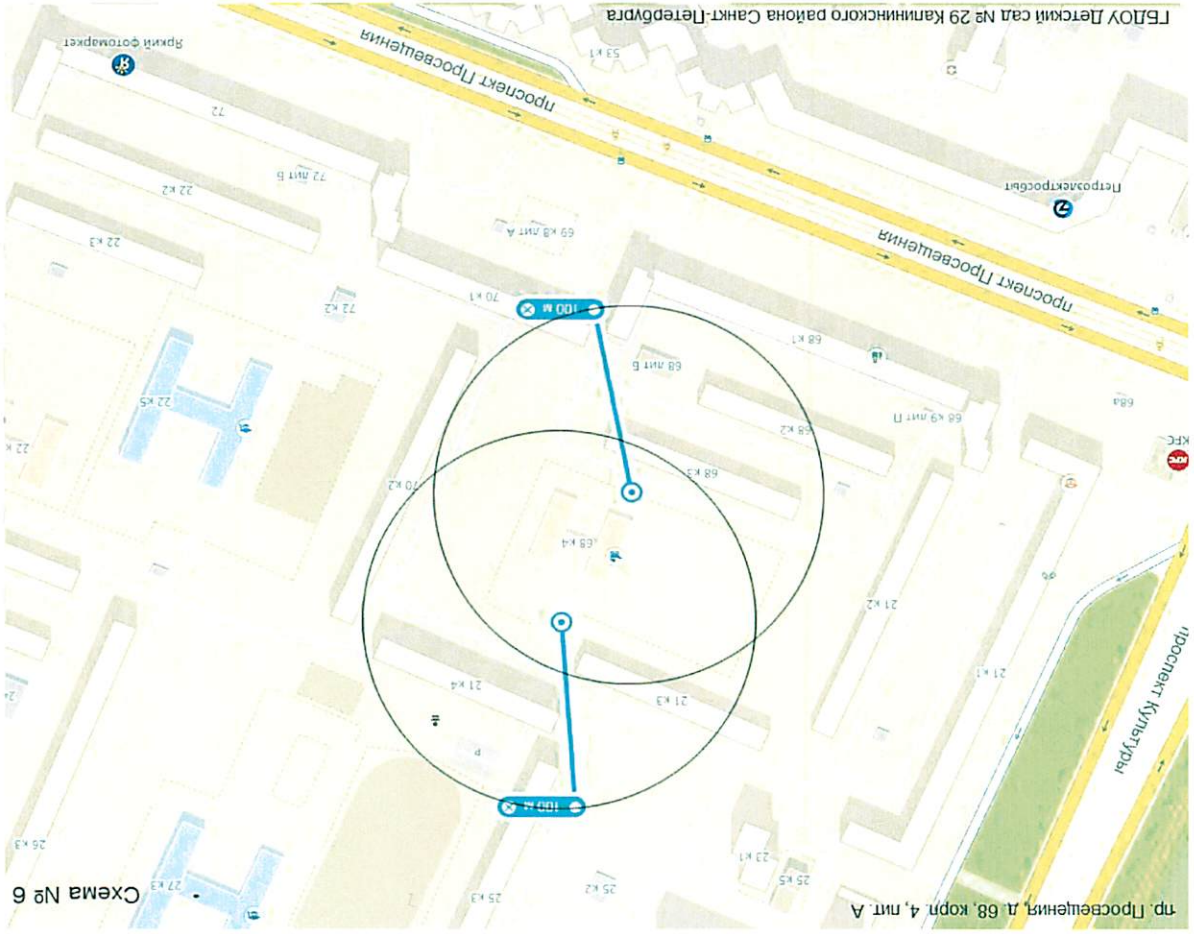 Схема № 6
пр. Просвещения, д. 68, корп. 4, лит. А
26 к3
27 к3
25 к3
25 к2
25 к5
23 к1
100 м
P
21 к4
21 к3
21 к1
21 к2
проспект Культуры
68 к4
70 к2
68 к3
68 к2
22 к5
KFC
68а
68 к9 лит П
68 лит Б
68 к1
100 м
70 к1
72 к2
22 к3
22 к2
69 к8 лит А
72 лит Б
72
проспект Просвещения
проспект Просвещения
Петроэлектросбыт
Яркий фотомаркет
53 к1
ГБДОУ Детский сад № 29 Калининского района Санкт-Петербурга